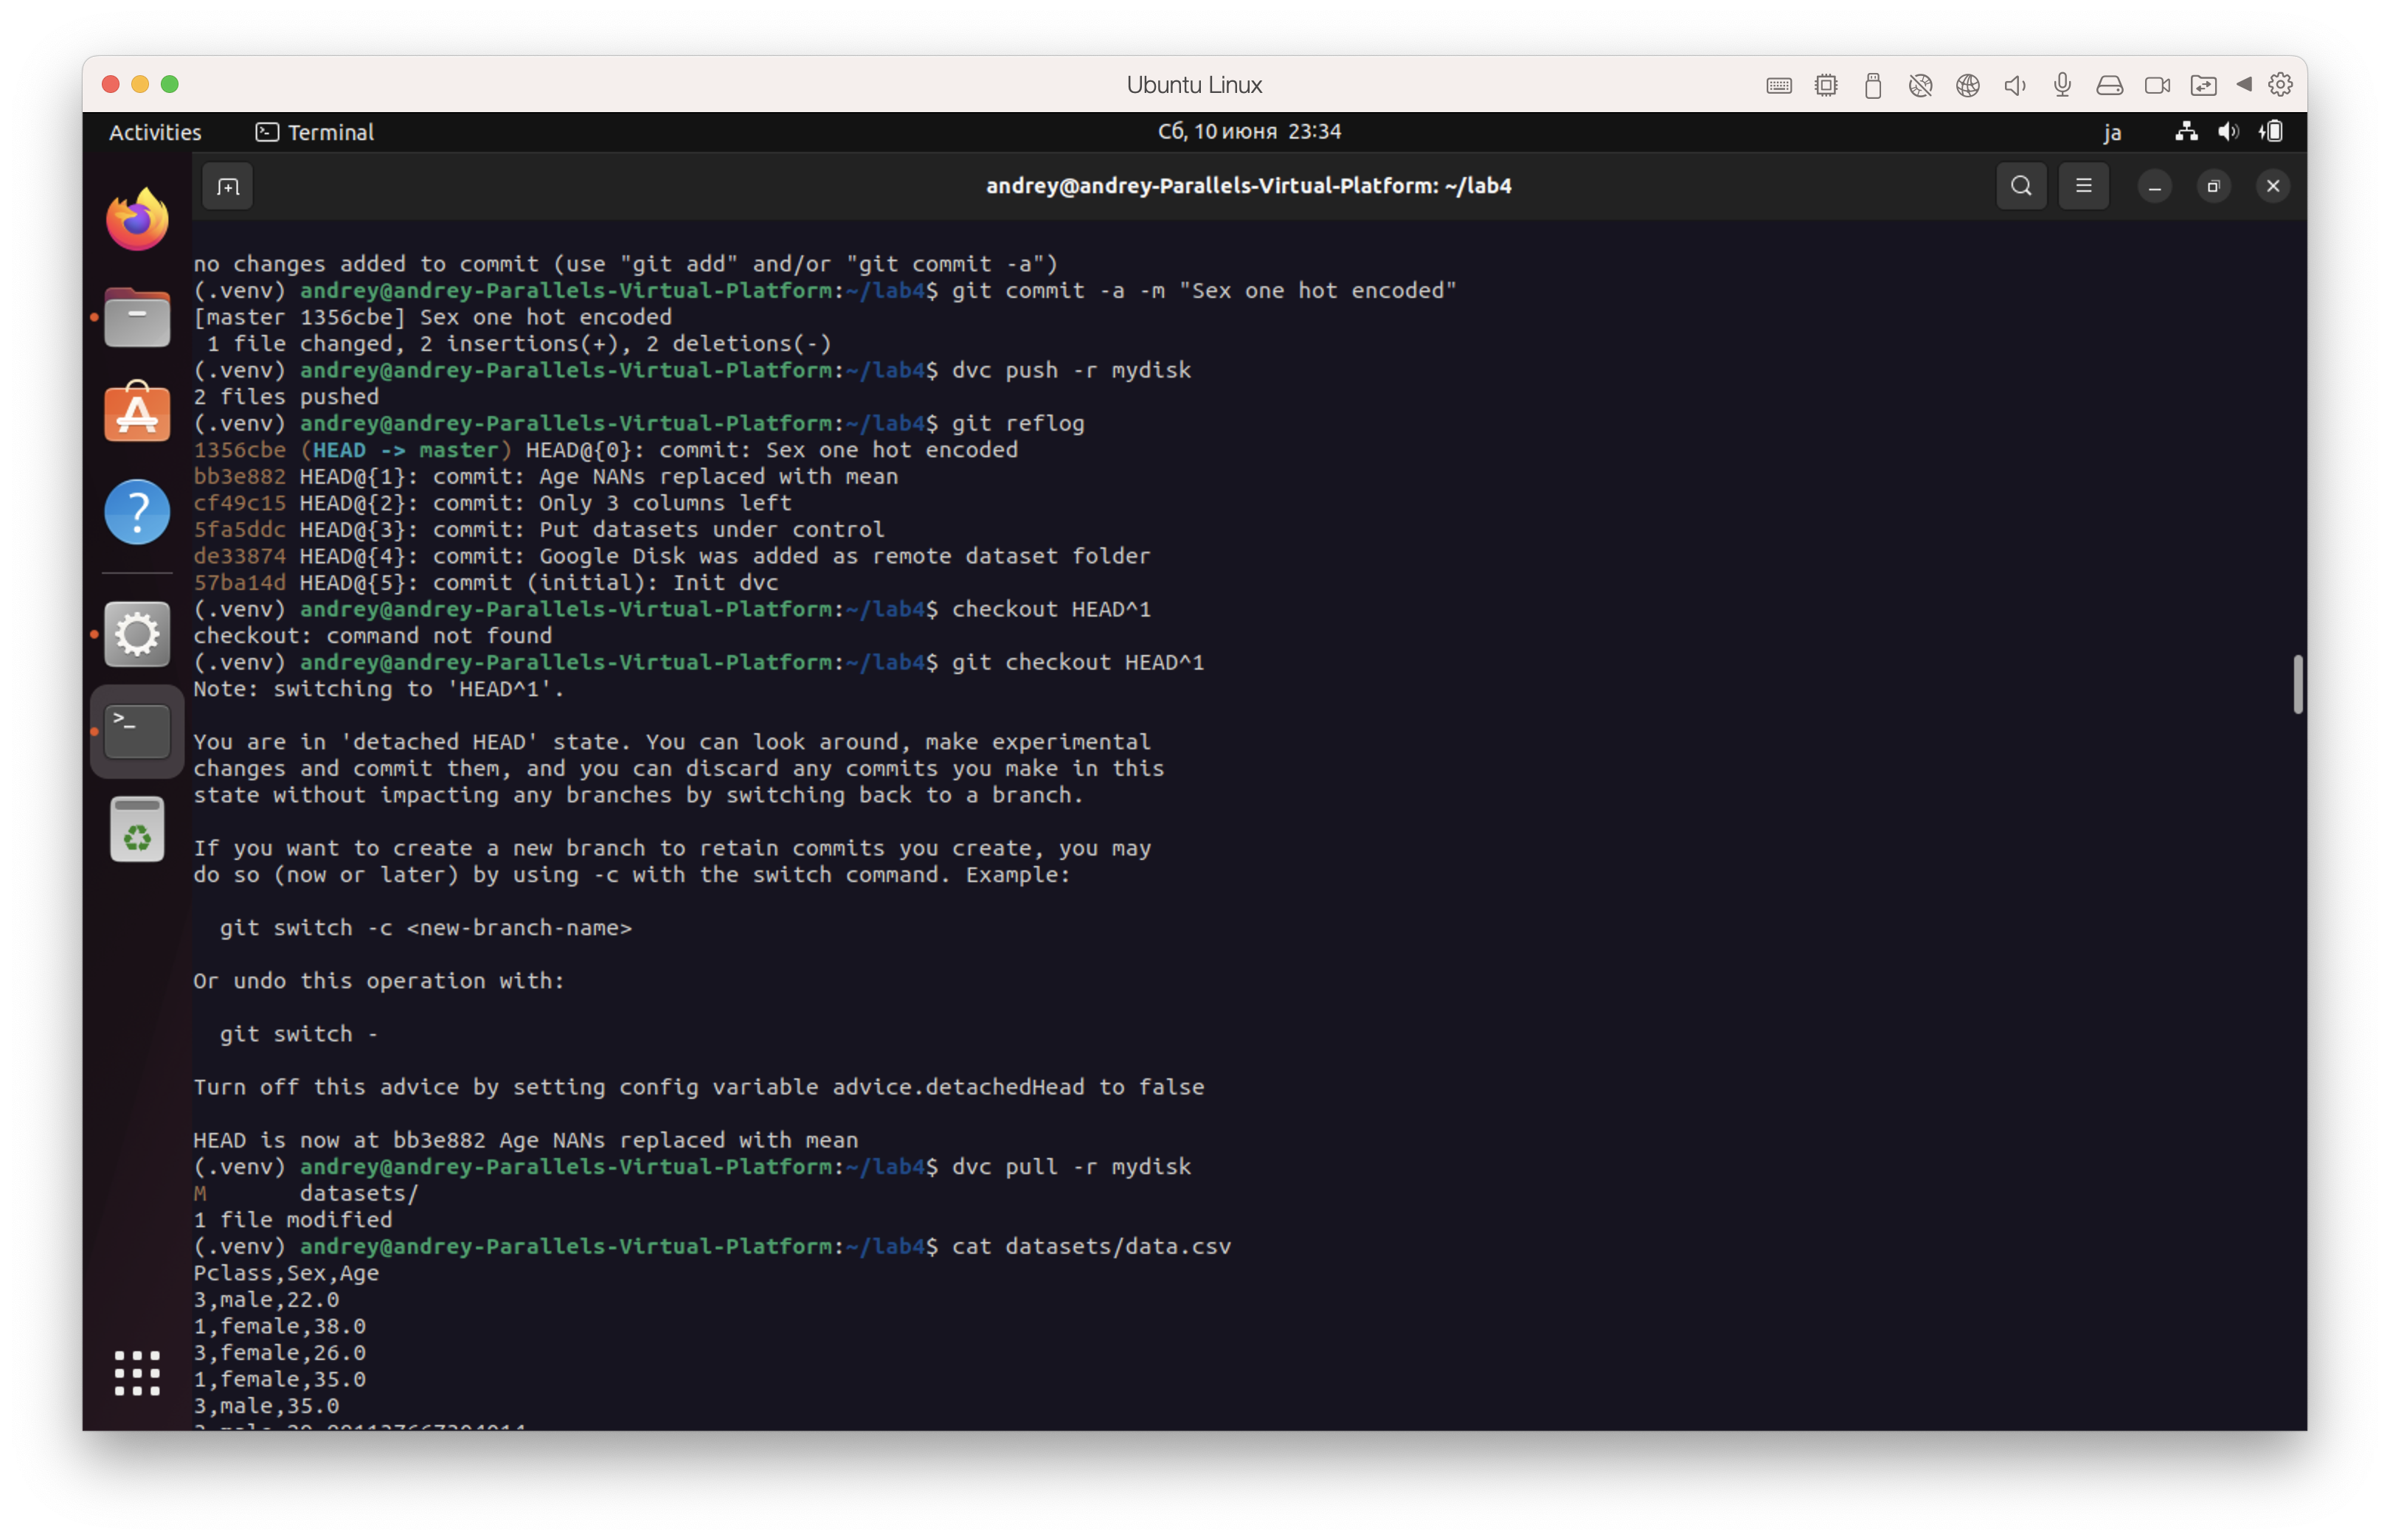 Ubuntu Linux
Activities
Terminal
Сб, 10 июня 23:34
ja
andrey@andrey-Parallels-Virtual-Platform: ~/lab4
no changes added to commit (use "git add" and/or "git commit -a")
(.venv) andrey@andrey-Parallels-Virtual-Platform:~/lab4$ git commit -a -m "Sex one hot encoded"
[master 1356cbe] Sex one hot encoded
 1 file changed, 2 insertions(+), 2 deletions(-)
(.venv) andrey@andrey-Parallels-Virtual-Platform:~/lab4$ dvc push -r mydisk
2 files pushed
(.venv) andrey@andrey-Parallels-Virtual-Platform:~/lab4$ git reflog
1356cbe (HEAD -> master) HEAD@{0}: commit: Sex one hot encoded
bb3e882 HEAD@{1}: commit: Age NANs replaced with mean
cf49c15 HEAD@{2}: commit: Only 3 columns left
5fa5ddc HEAD@{3}: commit: Put datasets under control
de33874 HEAD@{4}: commit: Google Disk was added as remote dataset folder
57ba14d HEAD@{5}: commit (initial): Init dvc
(.venv) andrey@andrey-Parallels-Virtual-Platform:~/lab4$ checkout HEAD^1
checkout: command not found
(.venv) andrey@andrey-Parallels-Virtual-Platform:~/lab4$ git checkout HEAD^1
Note: switching to 'HEAD^1'.
You are in 'detached HEAD' state. You can look around, make experimental
changes and commit them, and you can discard any commits you make in this
state without impacting any branches by switching back to a branch.
If you want to create a new branch to retain commits you create, you may
do so (now or later) by using -c with the switch command. Example:
  git switch -c <new-branch-name>
Or undo this operation with:
  git switch -
Turn off this advice by setting config variable advice.detachedHead to false
HEAD is now at bb3e882 Age NANs replaced with mean
(.venv) andrey@andrey-Parallels-Virtual-Platform:~/lab4$ dvc pull -r mydisk
M       datasets/
1 file modified
(.venv) andrey@andrey-Parallels-Virtual-Platform:~/lab4$ cat datasets/data.csv
Pclass,Sex,Age
3,male,22.0
1,female,38.0
3,female,26.0
1,female,35.0
3,male,35.0